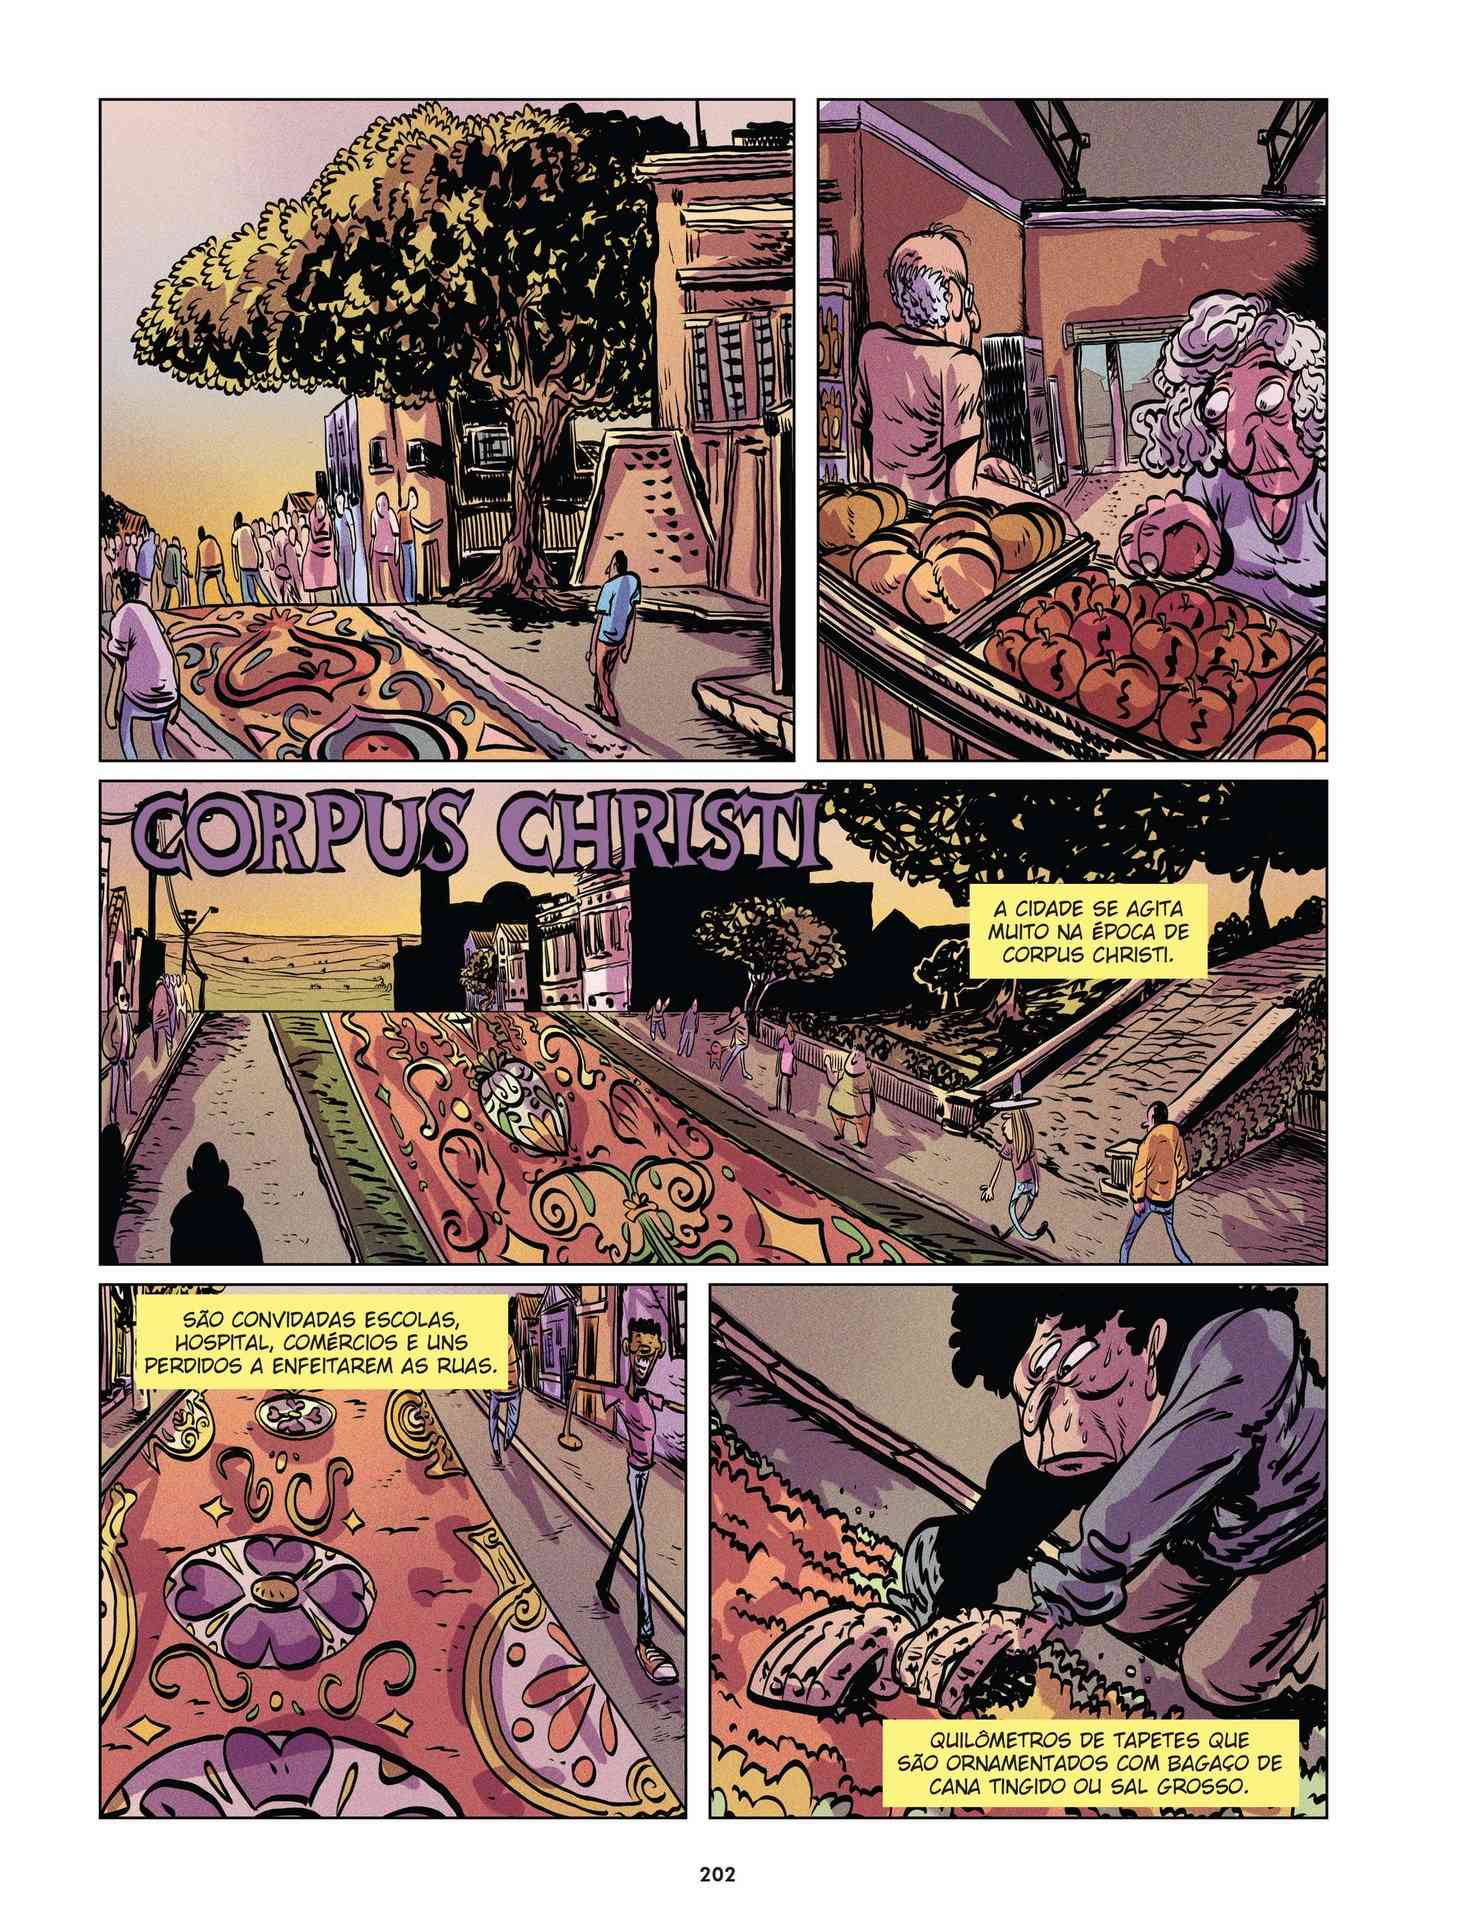 CORPUS CHRISTI
A CIDADE SE AGITA
MUITO NA ÉPOCA DE
CORPUS CHRISTI.
SÃO CONVIDADAS ESCOLAS,
HOSPITAL, COMÉRCIOS E UNS
PERDIDOS A ENFEITAREM AS RUAS.
QUILÔMETROS DE TAPETES QUE
SÃO ORNAMENTADOS COM BAGAÇO DE
CANA TINGIDO OU SAL GROSSO.
202